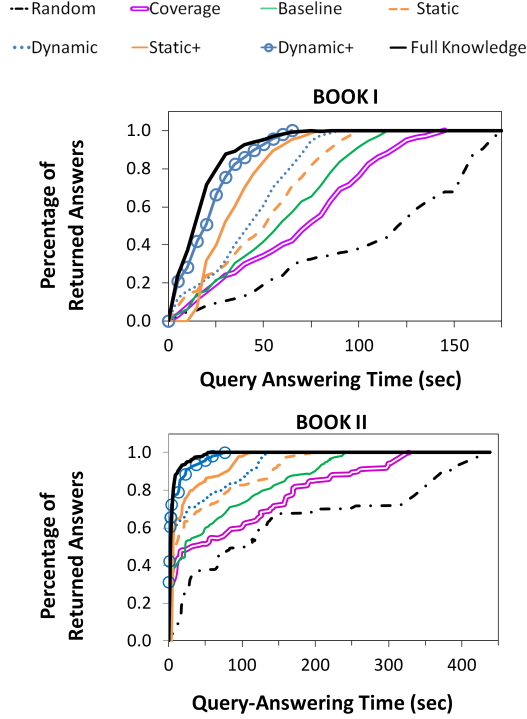 Random Coverage Baseline Static
Dynamic Static+ Dynamic+ Full Knowledge
BOOK I
Percentage of
Returned Answers
1.0
0.8
0.6
0.4
0.2
0.0
0 50 100 150
Query Answering Time (sec)
BOOK II
Percentage of
Returned Answers
1.0
0.8
0.6
0.4
0.2
0.0
0 100 200 300 400
Query-Answering Time (sec)